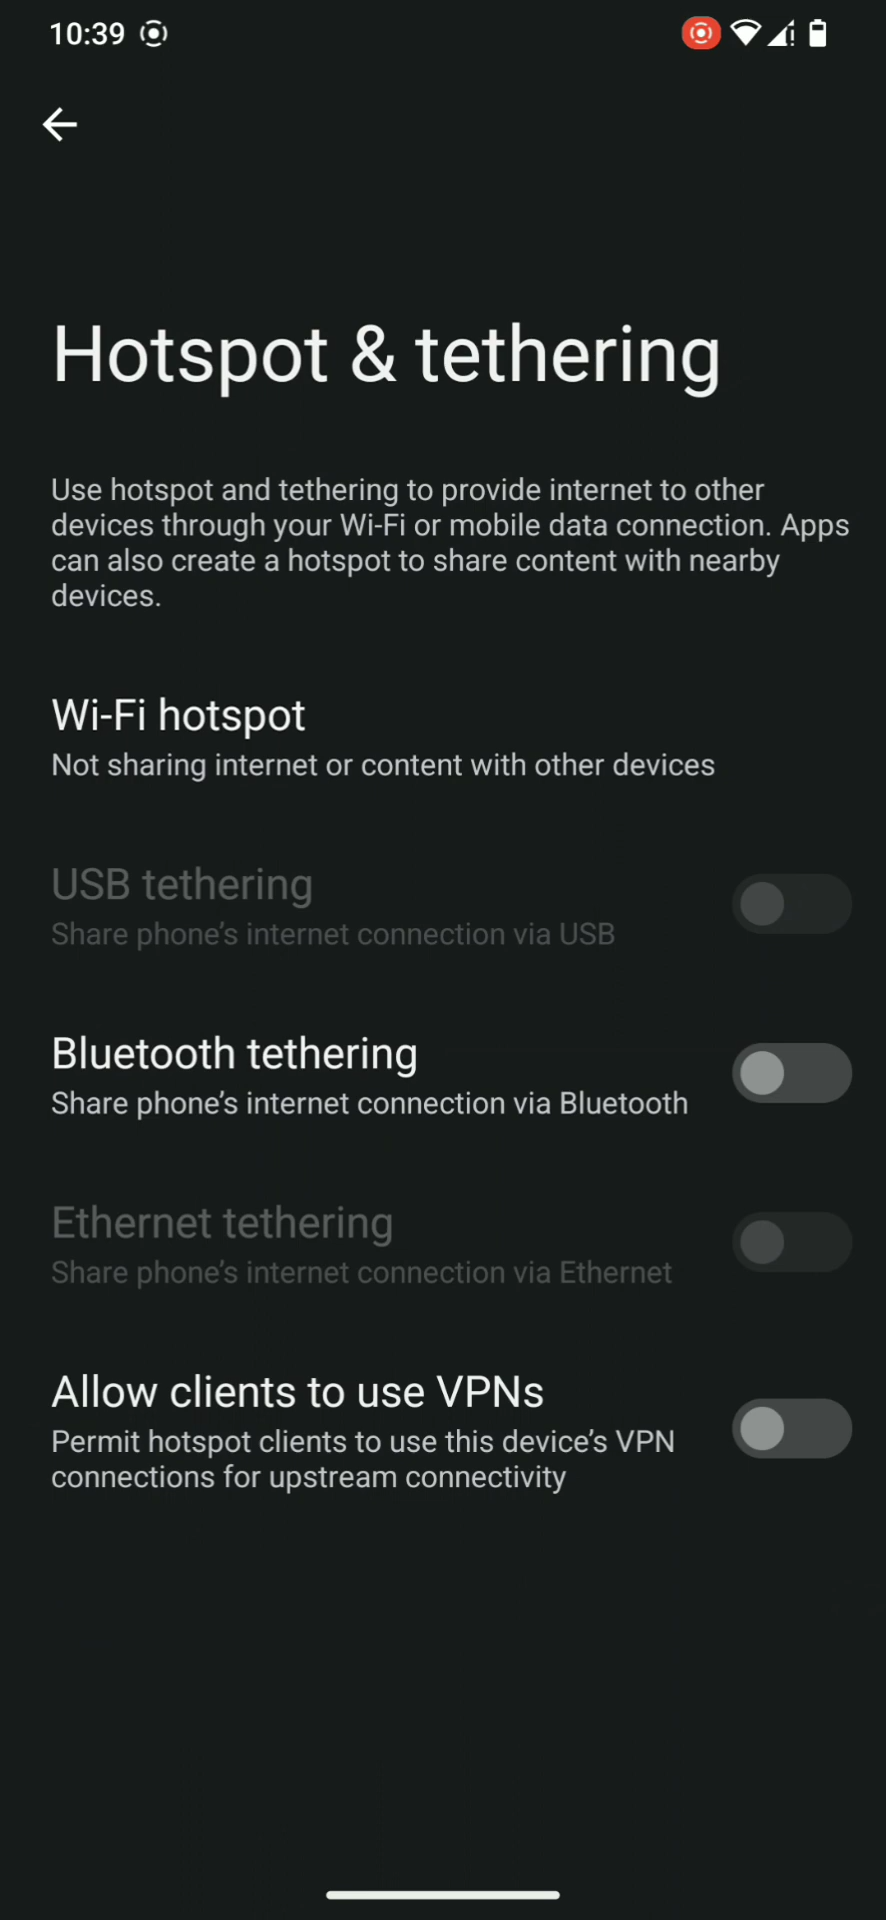 10:39
Hotspot & tethering
Use hotspot and tethering to provide internet to other
devices through your Wi-Fi or mobile data connection. Apps
can also create a hotspot to share content with nearby
devices.
Wi-Fi hotspot
Not sharing internet or content with other devices
USB tethering
Share phone’s internet connection via USB
Bluetooth tethering
Share phone’s internet connection via Bluetooth
Ethernet tethering
Share phone’s internet connection via Ethernet
Allow clients to use VPNs
Permit hotspot clients to use this device’s VPN
connections for upstream connectivity